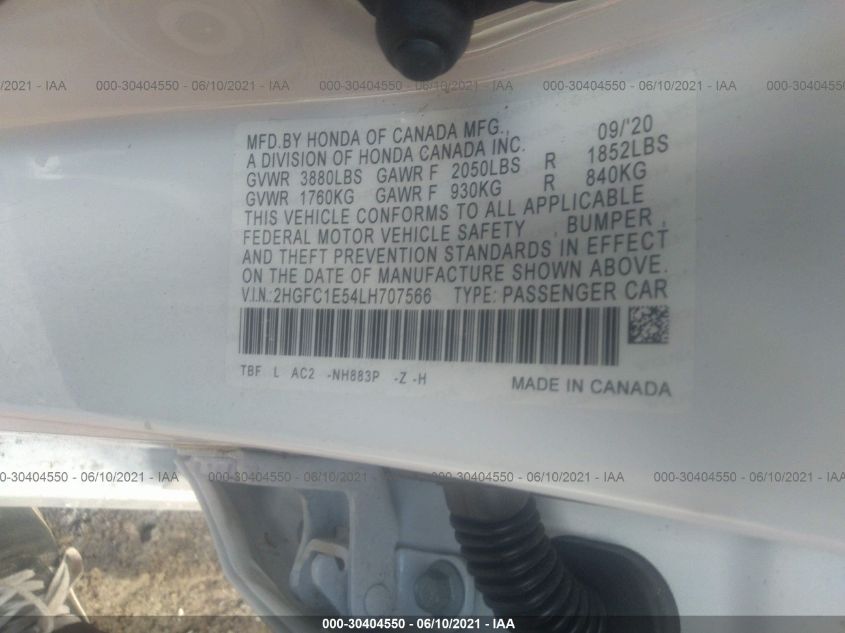 000-30404550 - 06/10/2021 - IAA
MFD.BY HONDA OF CANADA MFG., 09/'20
A DIVISION OF HONDA CANADA INC.
GVWR 3880LBS GAWR F 2050LBS R 1852LBS
GVWR 1760KG GAWR F 930KG R 840KG
THIS VEHICLE CONFORMS TO ALL APPLICABLE
FEDERAL MOTOR VEHICLE SAFETY BUMPER,
AND THEFT PREVENTION STANDARDS IN EFFECT
ON THE DATE OF MANUFACTURE SHOWN ABOVE.
V.I.N.:2HGFC1E54LH707566 TYPE: PASSENGER CAR
TBF L AC2 -NH883P -Z -H MADE IN CANADA
000-30404550 - 06/10/2021 - IAA
000-30404550 - 06/10/2021 - IAA